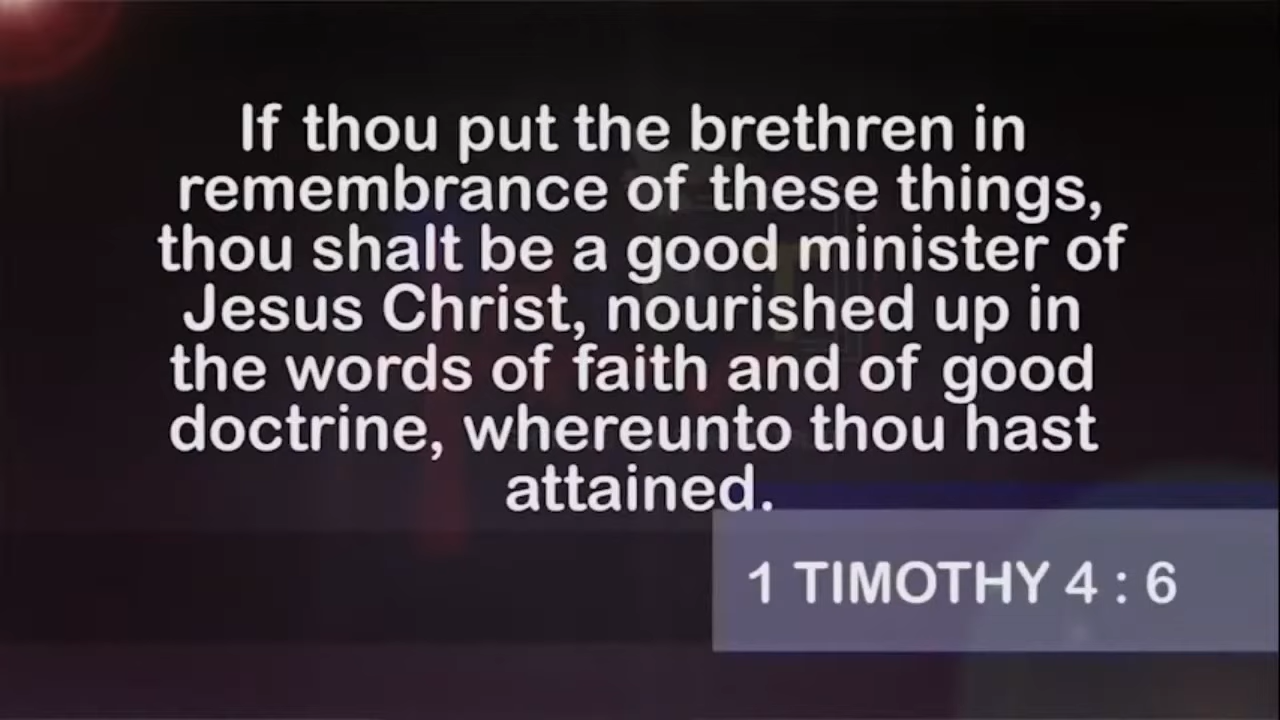 If thou put the brethren in
remembrance of these things,
thou shalt be a good minister of
Jesus Christ, nourished up in
the words of faith and of good
doctrine, whereunto thou hast
attained.
1 TIMOTHY 4 : 6